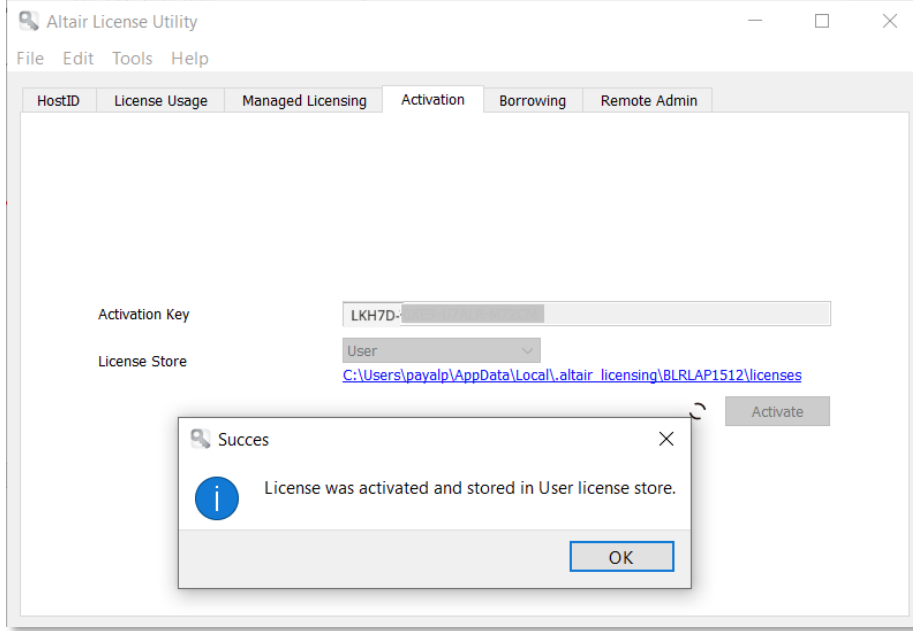 Altair License Utility
File Edit Tools Help
HostID License Usage Managed Licensing Activation Borrowing Remote Admin
Activation Key LKH7D-
License Store User
C:\Users\payalp\AppData\Local\.altair_licensing\BLRLAP1512\licenses
Activate
Succes
License was activated and stored in User license store.
OK